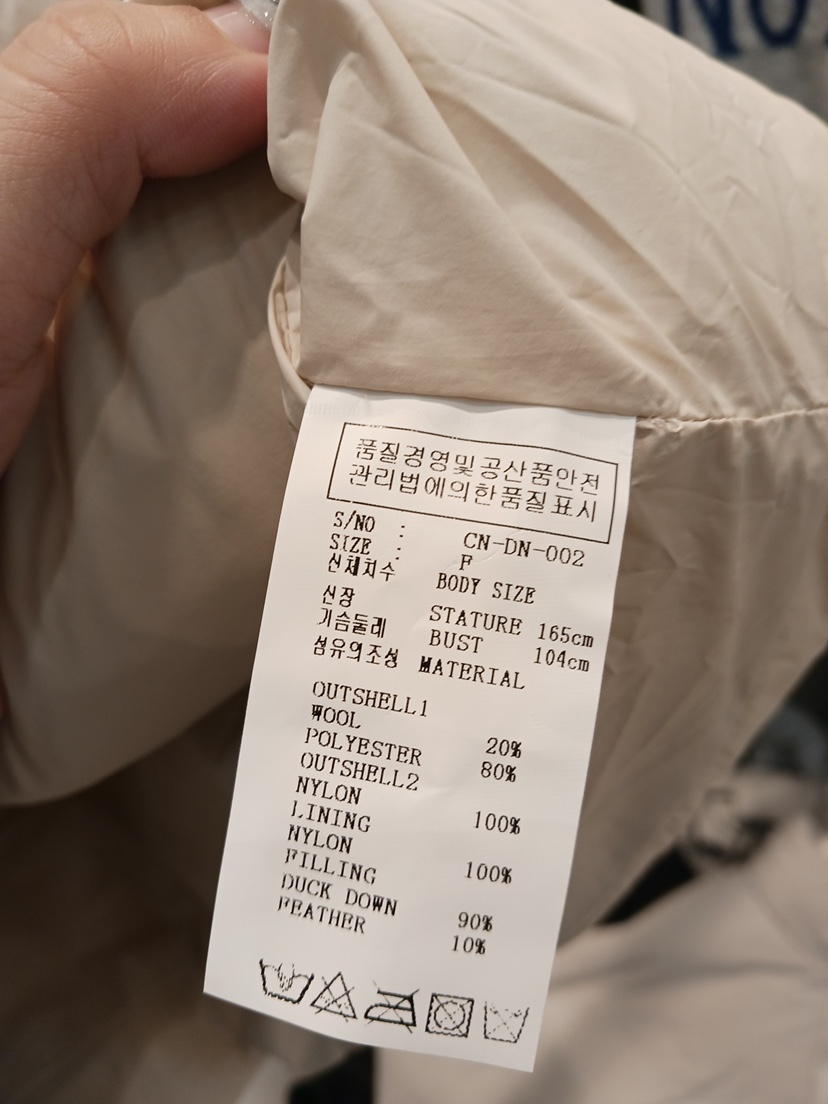 품질경영및공산품안전
관리법에의한품질표시
S/NO : CN-DN-002
SIZE : F
신체치수 BODY SIZE
신장 STATURE 165cm
가슴둘레 BUST 104cm
섬유의조성 MATERIAL
OUTSHELL1
WOOL 20%
POLYESTER 80%
OUTSHELL2
NYLON 100%
LINING
NYLON 100%
FILLING
DUCK DOWN 90%
FEATHER 10%